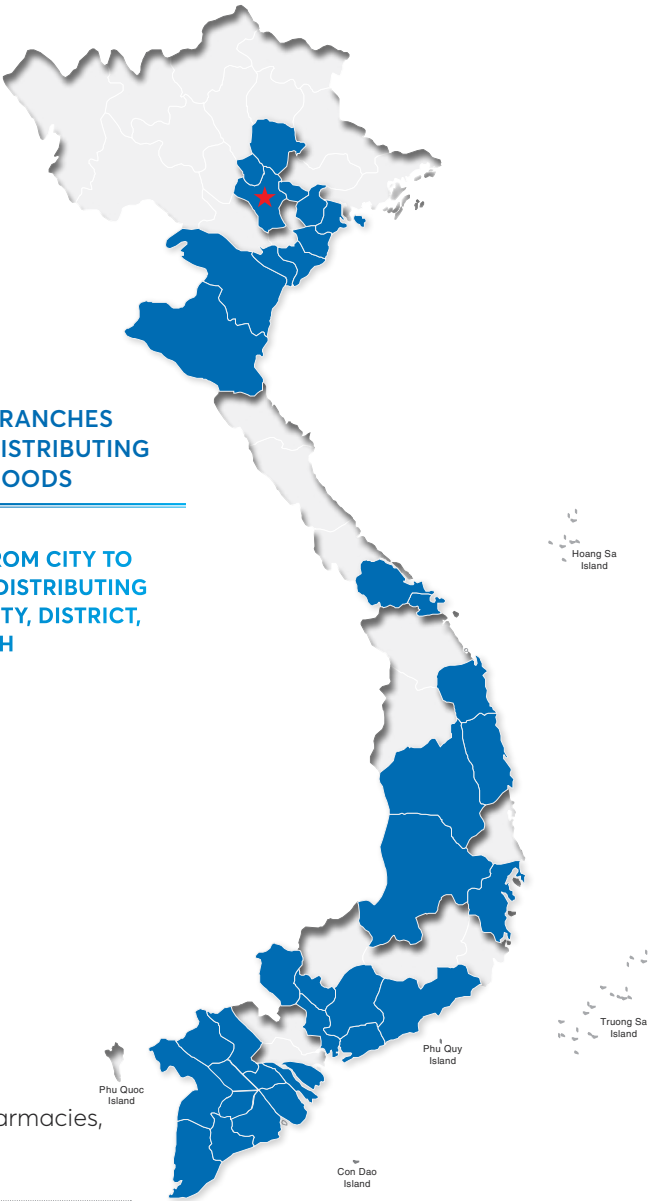 RANCHES
ISTRIBUTING
OODS
ROM CITY TO
DISTRIBUTING
TY, DISTRICT,
H
Hoang Sa
Island
Truong Sa
Island
Phu Quy
Island
Phu Quoc
Island
armacies,
Con Dao
Island